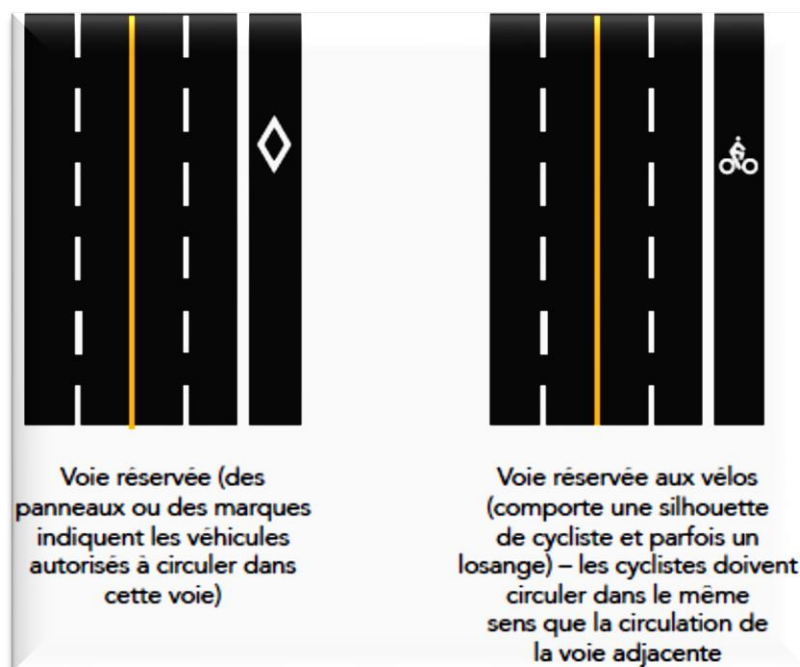 Voie réservée (des
panneaux ou des marques
indiquent les véhicules
autorisés à circuler dans
cette voie)
Voie réservée aux vélos
(comporte une silhouette
de cycliste et parfois un
losange) – les cyclistes doivent
circuler dans le même
sens que la circulation de
la voie adjacente